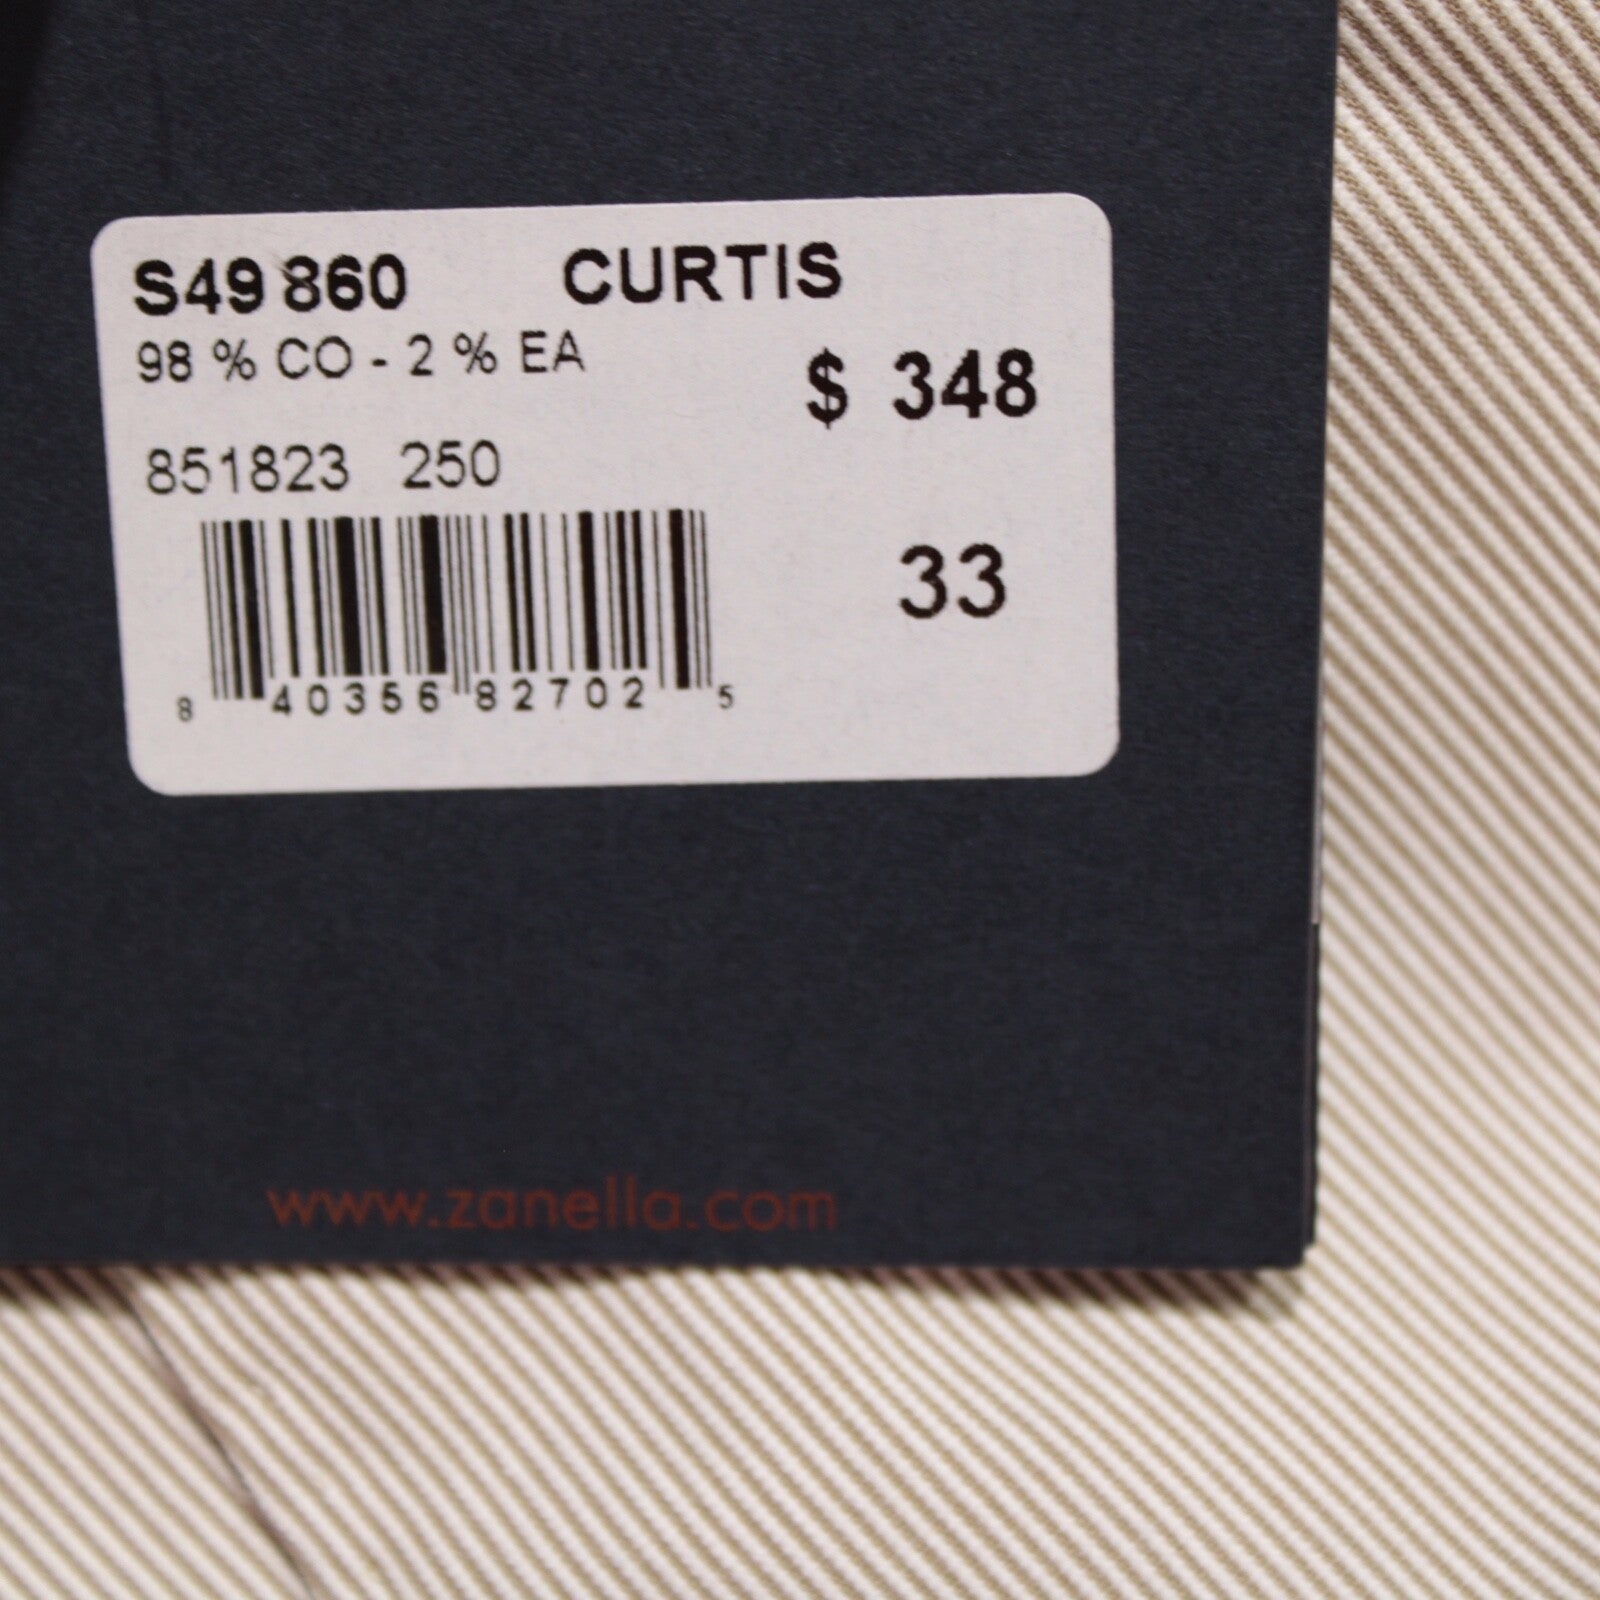 S49 860 CURTIS
98 % CO - 2 % EA
$ 348
851823 250
33
8 40356 82702 5
www.zanella.com